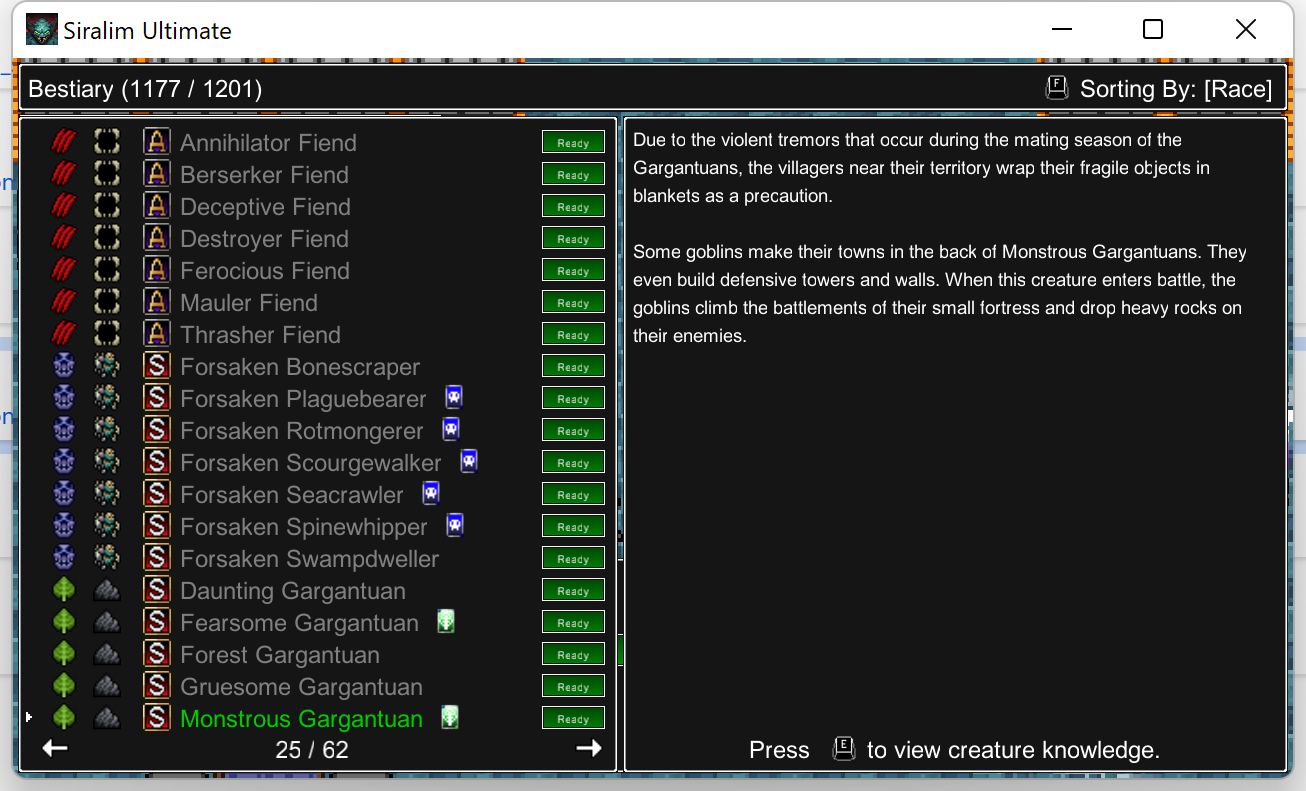 Siralim Ultimate
Bestiary (1177 / 1201)
F Sorting By: [Race]
A Annihilator Fiend Ready
A Berserker Fiend Ready
A Deceptive Fiend Ready
A Destroyer Fiend Ready
A Ferocious Fiend Ready
A Mauler Fiend Ready
A Thrasher Fiend Ready
S Forsaken Bonescraper Ready
S Forsaken Plaguebearer Ready
S Forsaken Rotmongerer Ready
S Forsaken Scourgewalker Ready
S Forsaken Seacrawler Ready
S Forsaken Spinewhipper Ready
S Forsaken Swampdweller Ready
S Daunting Gargantuan Ready
S Fearsome Gargantuan Ready
S Forest Gargantuan Ready
S Gruesome Gargantuan Ready
S Monstrous Gargantuan Ready
25 / 62
Due to the violent tremors that occur during the mating season of the
Gargantuans, the villagers near their territory wrap their fragile objects in
blankets as a precaution.
Some goblins make their towns in the back of Monstrous Gargantuans. They
even build defensive towers and walls. When this creature enters battle, the
goblins climb the battlements of their small fortress and drop heavy rocks on
their enemies.
Press E to view creature knowledge.